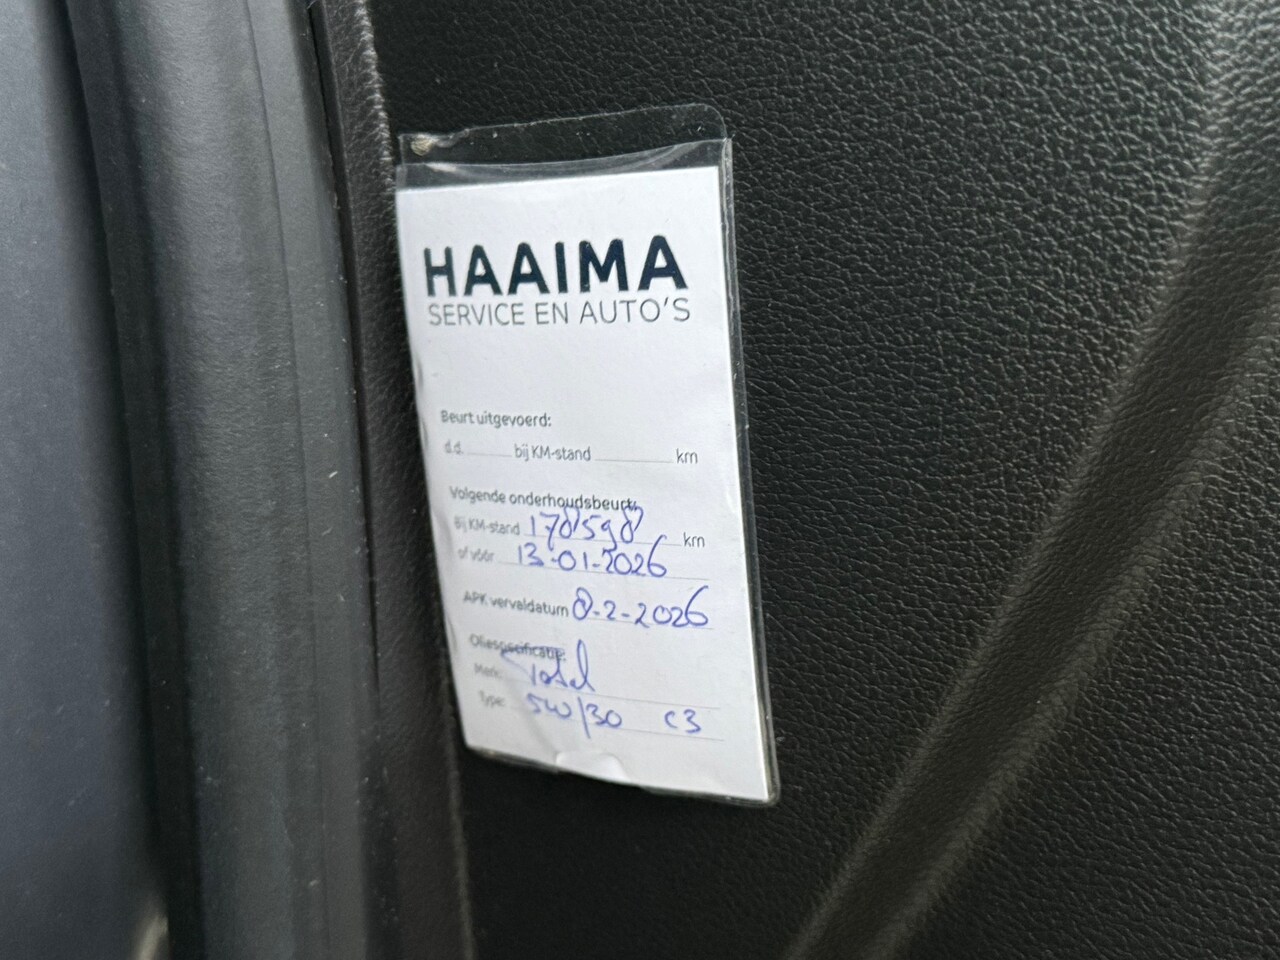 HAAIMA
SERVICE EN AUTO'S
Beurt uitgevoerd:
d.d. bij KM-stand km
Volgende onderhoudsbeurt:
Bij KM-stand 178598 km
of vóór 13-01-2026
APK vervaldatum 8-2-2026
Oliespecificatie:
Merk: Total
Type: 5W/30 C3